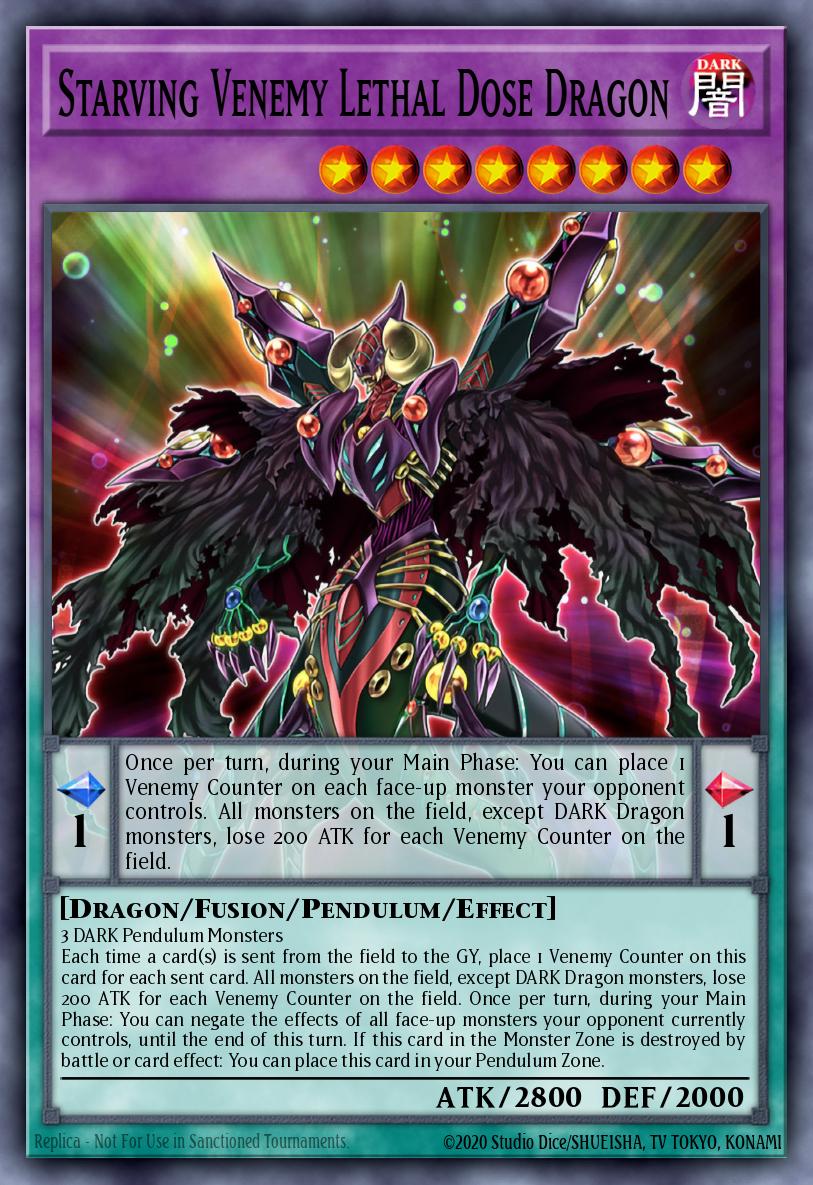 Starving Venemy Lethal Dose Dragon
DARK
闇
Once per turn, during your Main Phase: You can place 1
Venemy Counter on each face-up monster your opponent
controls. All monsters on the field, except DARK Dragon
monsters, lose 200 ATK for each Venemy Counter on the
field.
1
1
[Dragon/Fusion/Pendulum/Effect]
3 DARK Pendulum Monsters
Each time a card(s) is sent from the field to the GY, place 1 Venemy Counter on this
card for each sent card. All monsters on the field, except DARK Dragon monsters, lose
200 ATK for each Venemy Counter on the field. Once per turn, during your Main
Phase: You can negate the effects of all face-up monsters your opponent currently
controls, until the end of this turn. If this card in the Monster Zone is destroyed by
battle or card effect: You can place this card in your Pendulum Zone.
ATK/2800 DEF/2000
Replica - Not For Use in Sanctioned Tournaments.
©2020 Studio Dice/SHUEISHA, TV TOKYO, KONAMI